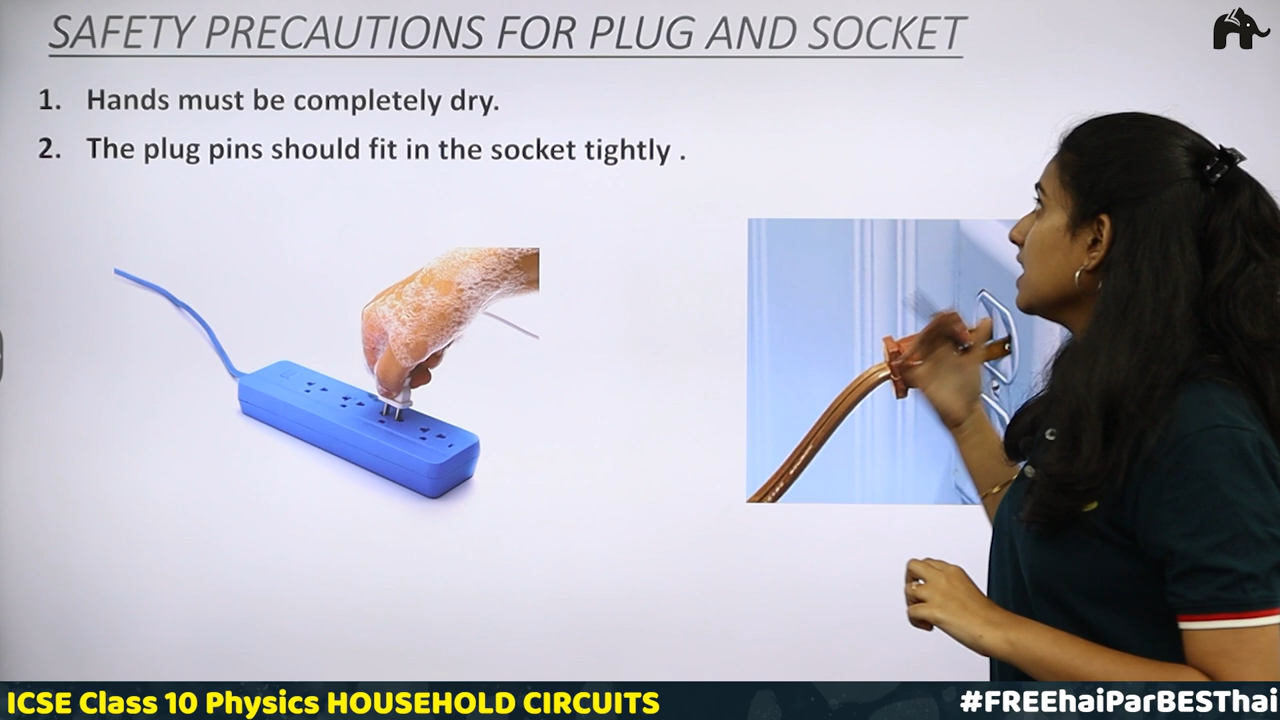 SAFETY PRECAUTIONS FOR PLUG AND SOCKET
1. Hands must be completely dry.
2. The plug pins should fit in the socket tightly .
ICSE Class 10 Physics HOUSEHOLD CIRCUITS
#FREEhaiParBESThai